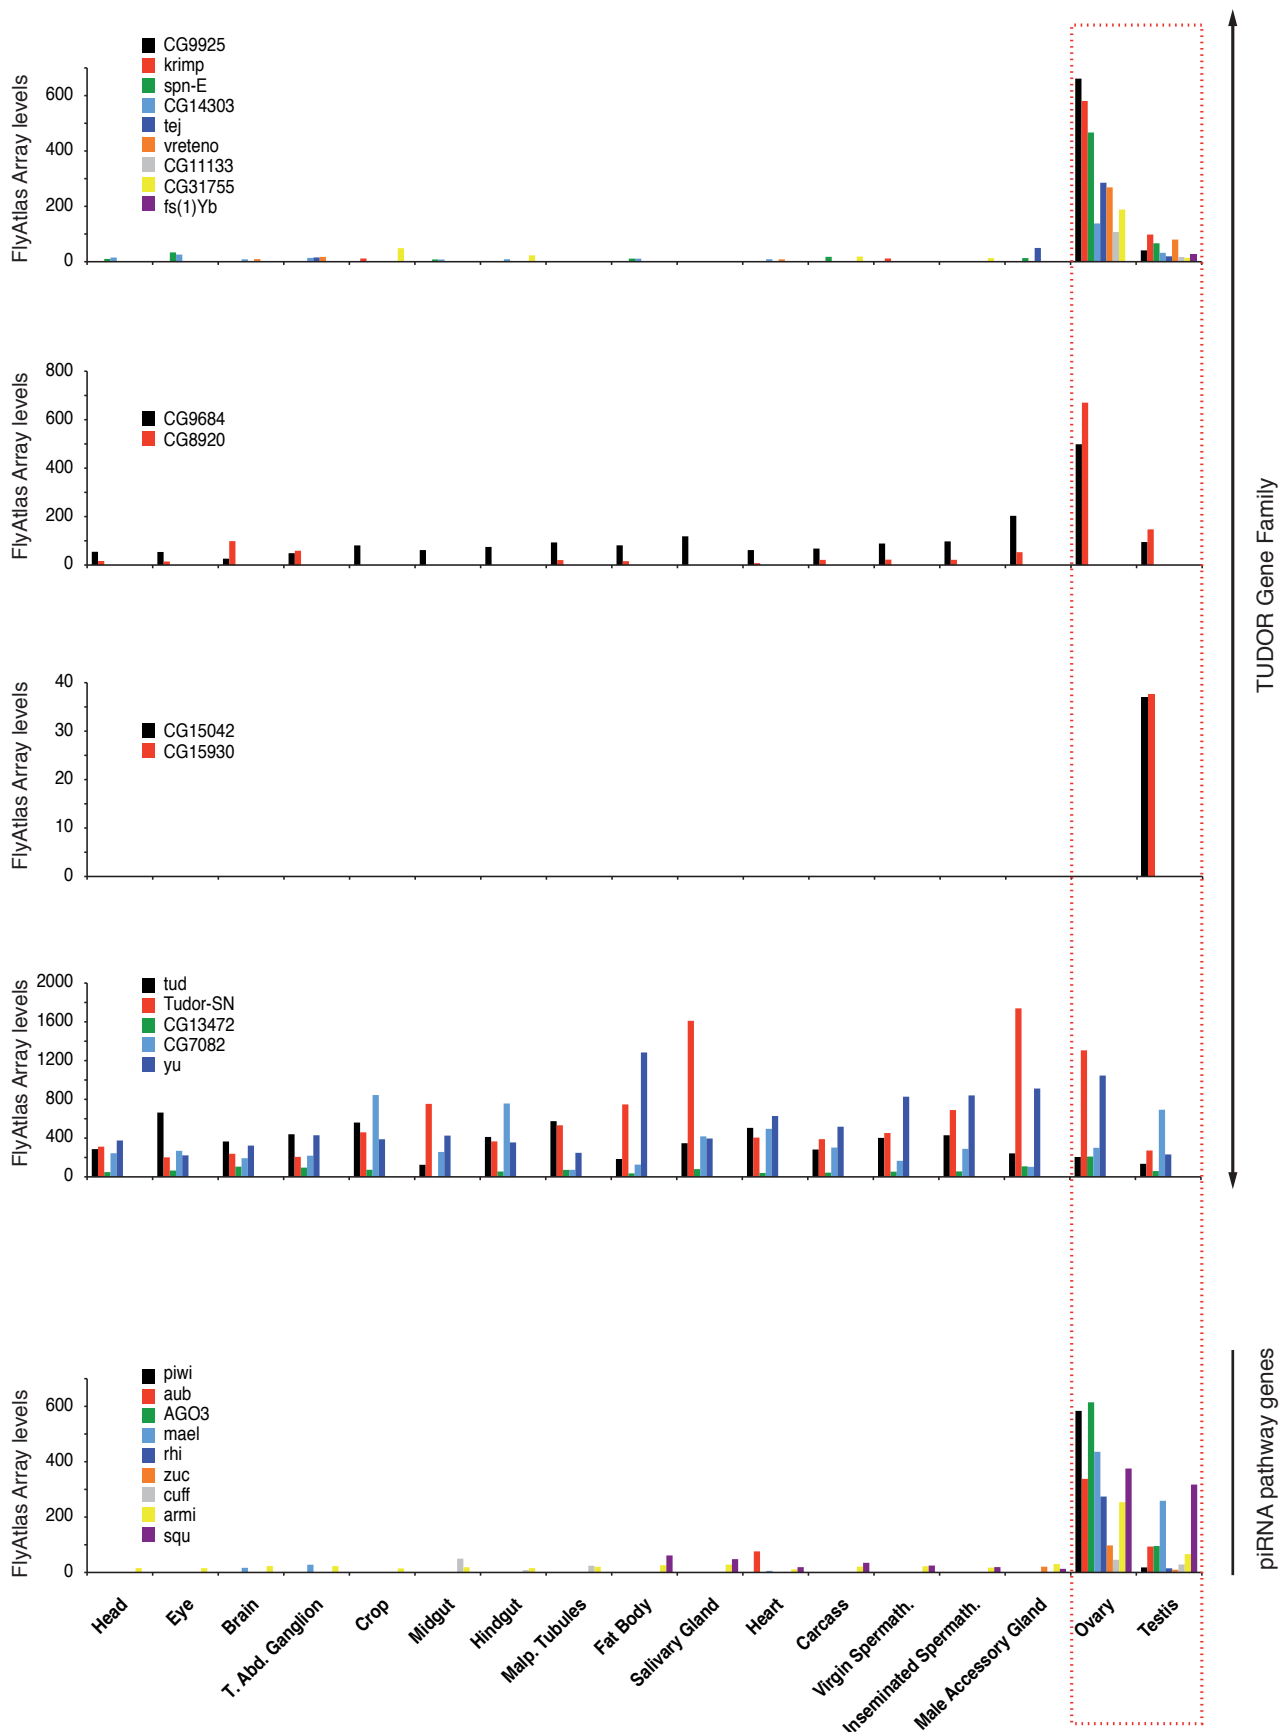 CG9925
krimp
spn-E
CG14303
tej
vreteno
CG11133
CG31755
fs(1)Yb
FlyAtlas Array levels
600
400
200
0
CG9684
CG8920
FlyAtlas Array levels
800
600
400
200
0
CG15042
CG15930
FlyAtlas Array levels
40
30
20
10
0
tud
Tudor-SN
CG13472
CG7082
yu
FlyAtlas Array levels
2000
1600
1200
800
400
0
TUDOR Gene Family
piwi
aub
AGO3
mael
rhi
zuc
cuff
armi
squ
FlyAtlas Array levels
600
400
200
0
piRNA pathway genes
Head
Eye
Brain
T. Abd. Ganglion
Crop
Midgut
Hindgut
Malp. Tubules
Fat Body
Salivary Gland
Heart
Carcass
Virgin Spermath.
Inseminated Spermath.
Male Accessory Gland
Ovary
Testis